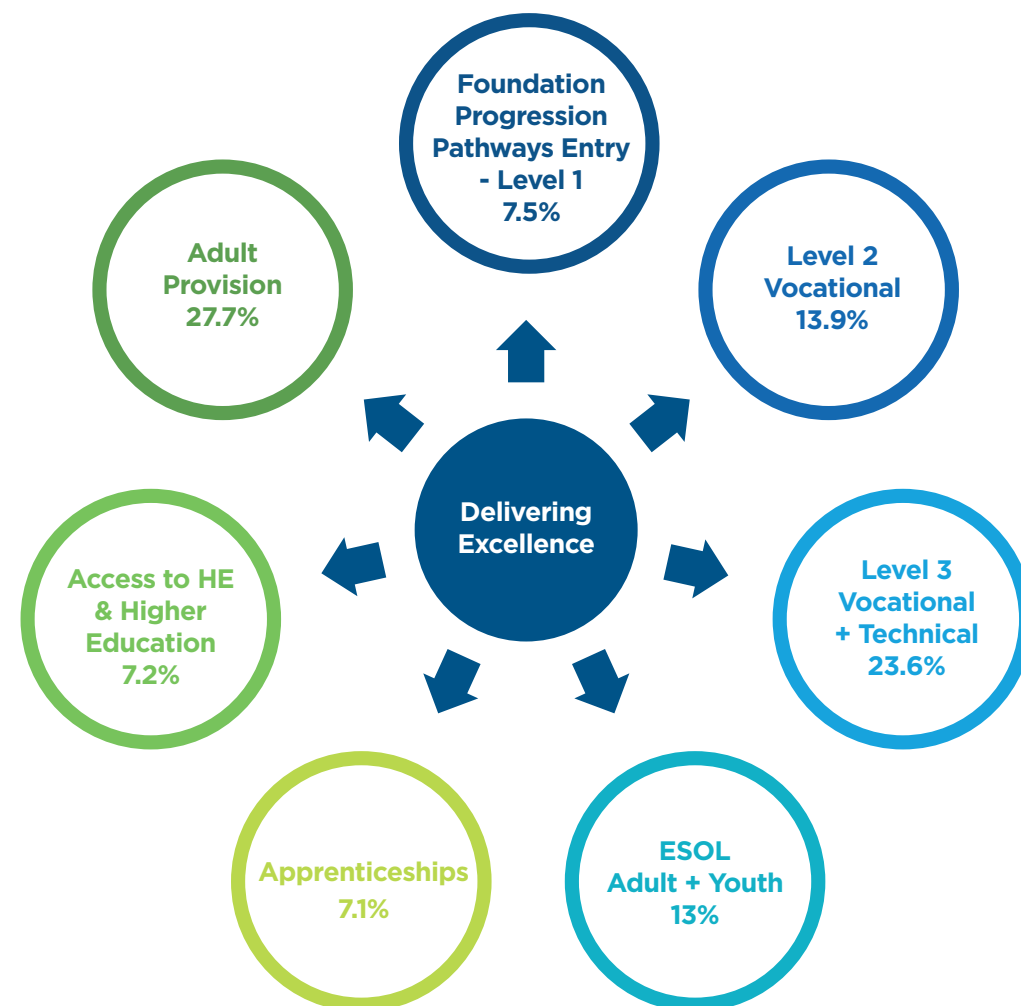 Foundation
Progression
Pathways Entry
- Level 1
7.5%
Level 2
Vocational
13.9%
Level 3
Vocational
+ Technical
23.6%
ESOL
Adult + Youth
13%
Apprenticeships
7.1%
Access to HE
& Higher
Education
7.2%
Adult
Provision
27.7%
Delivering
Excellence